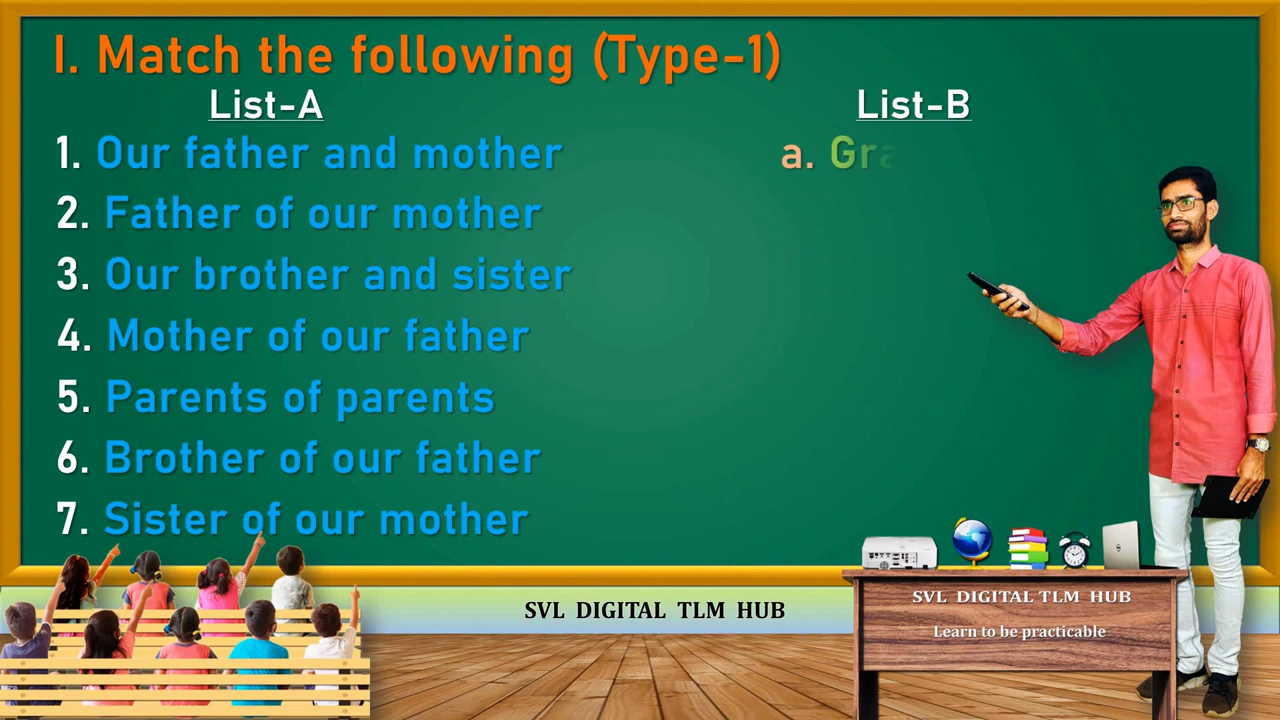 I. Match the following (Type-1)
List-A
List-B
1. Our father and mother
a.
2. Father of our mother
3. Our brother and sister
4. Mother of our father
5. Parents of parents
6. Brother of our father
7. Sister of our mother
SVL DIGITAL TLM HUB
SVL DIGITAL TLM HUB
Learn to be practicable